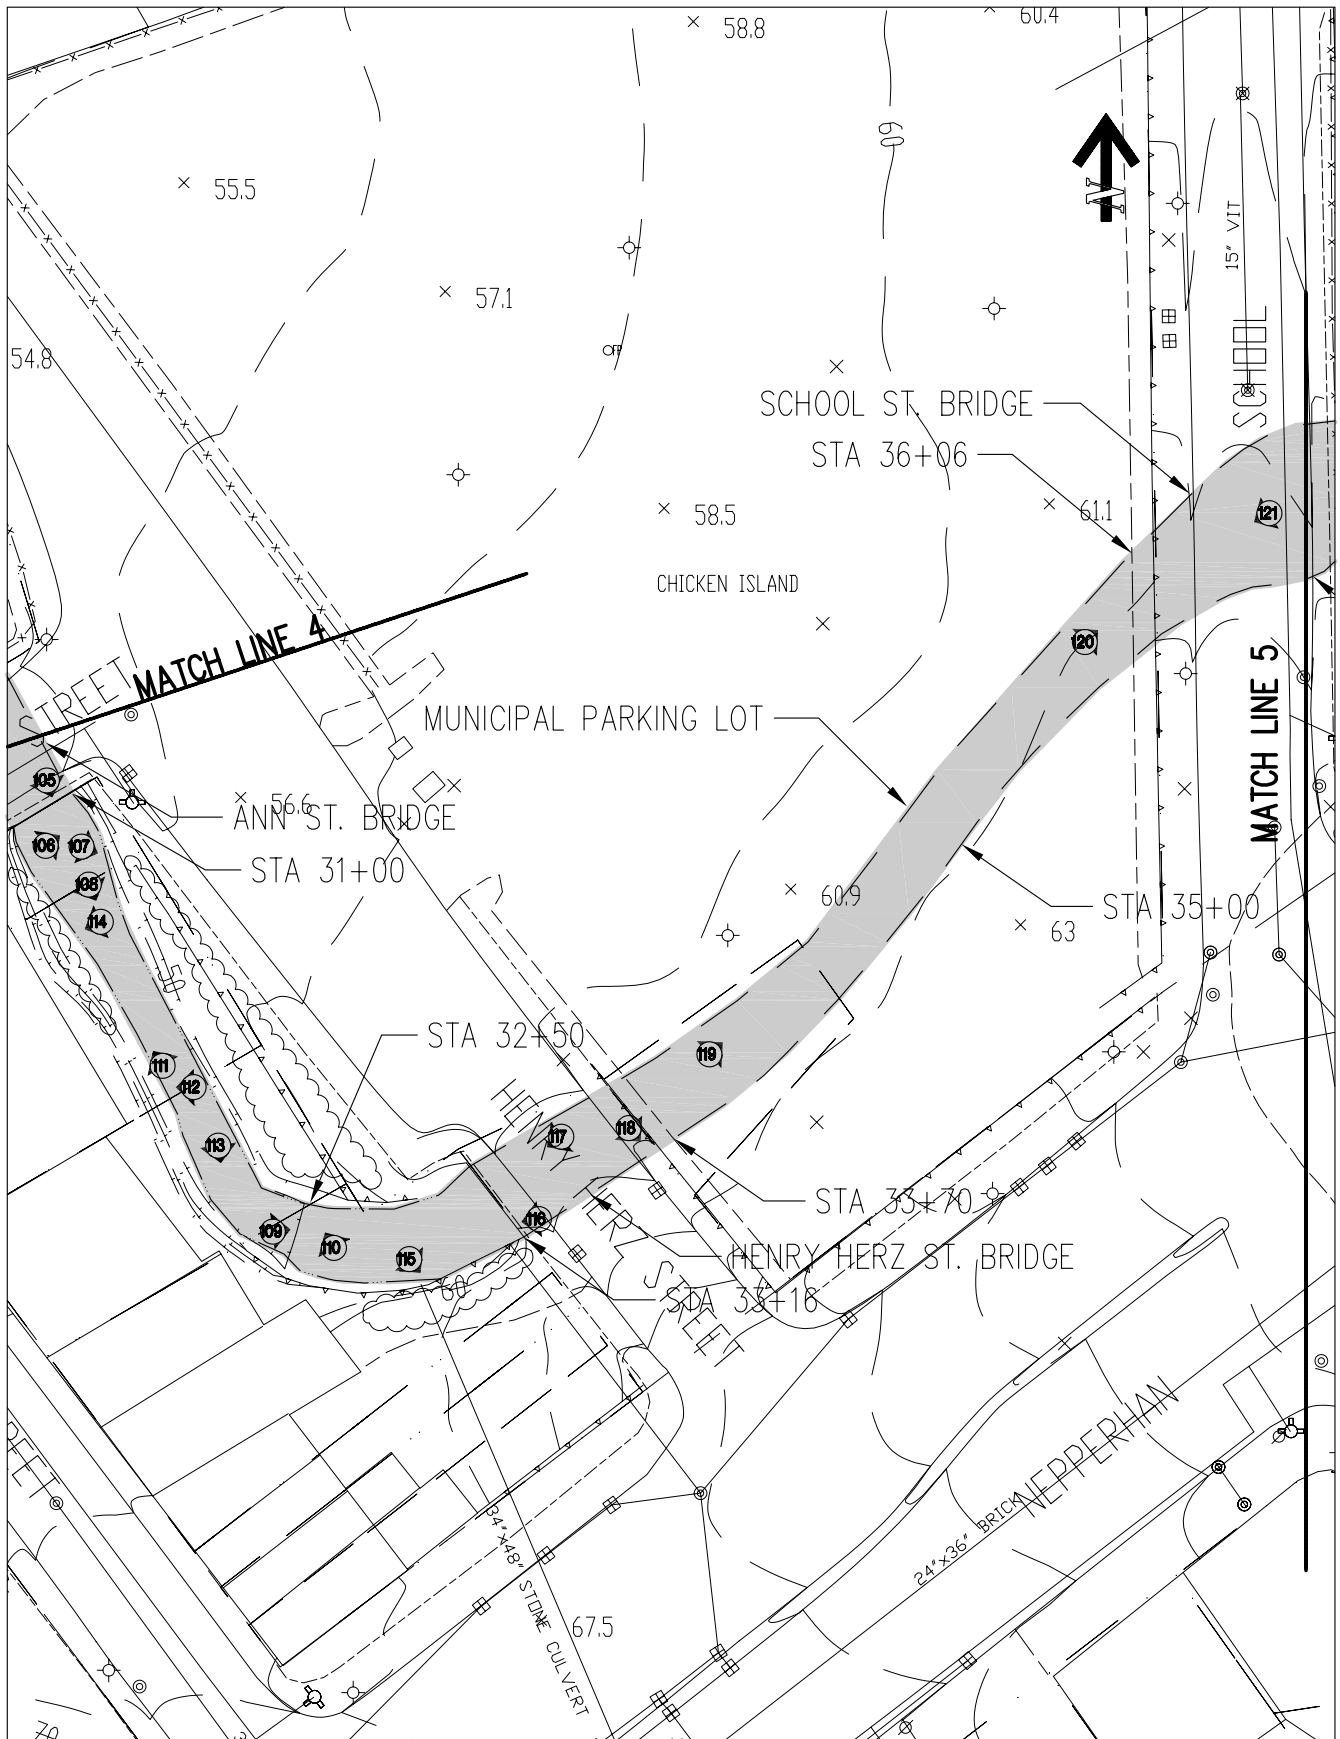 58.8
60.4
60
55.5
N
15" VIT
57.1
54.8
SCHOOL
SCHOOL ST. BRIDGE
STA 36+06
58.5
61.1
121
CHICKEN ISLAND
MATCH LINE 4
120
STREET
MATCH LINE 5
MUNICIPAL PARKING LOT
105
56.6
ANN ST. BRIDGE
106
107
STA 31+00
108
60.9
STA 35+00
114
63
50
STA 32+50
119
111
112
HENRY
118
117
113
HERZ
STA 33+70
116
109
110
115
HENRY HERZ ST. BRIDGE
60
STREET
STA 33+16
NEPPERHAN
24"x36" BRICK
34"x48" STONE CULVERT
67.5
70